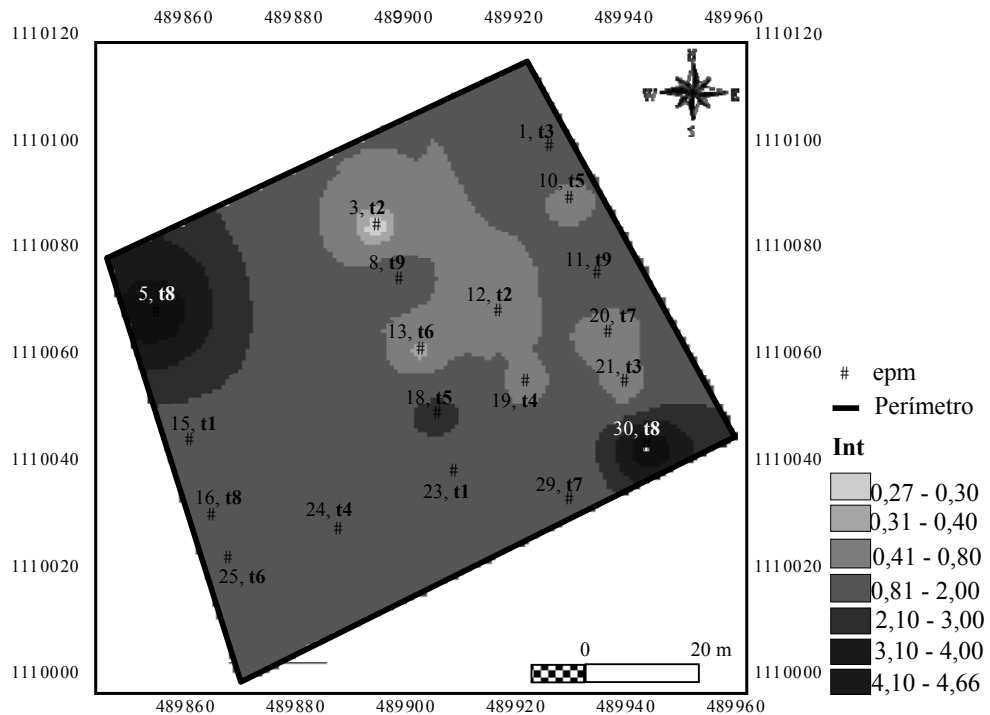 489860 489880 489900 489920 489940 489960
1110120 1110120
N
W E
S
1110100 1110100
1, t3
10, t5
3, t2
1110080 1110080
8, t9
11, t9
5, t8
12, t2
20, t7
13, t6
1110060 1110060
21, t3
18, t5
19, t4
# epm
15, t1
30, t8
Perímetro
1110040 1110040
Int
23, t1
29, t7
16, t8
24, t4
0,27 - 0,30
0,31 - 0,40
0,41 - 0,80
1110020 1110020
25, t6
0,81 - 2,00
2,10 - 3,00
0 20 m
3,10 - 4,00
1110000 1110000
4,10 - 4,66
489860 489880 489900 489920 489940 489960